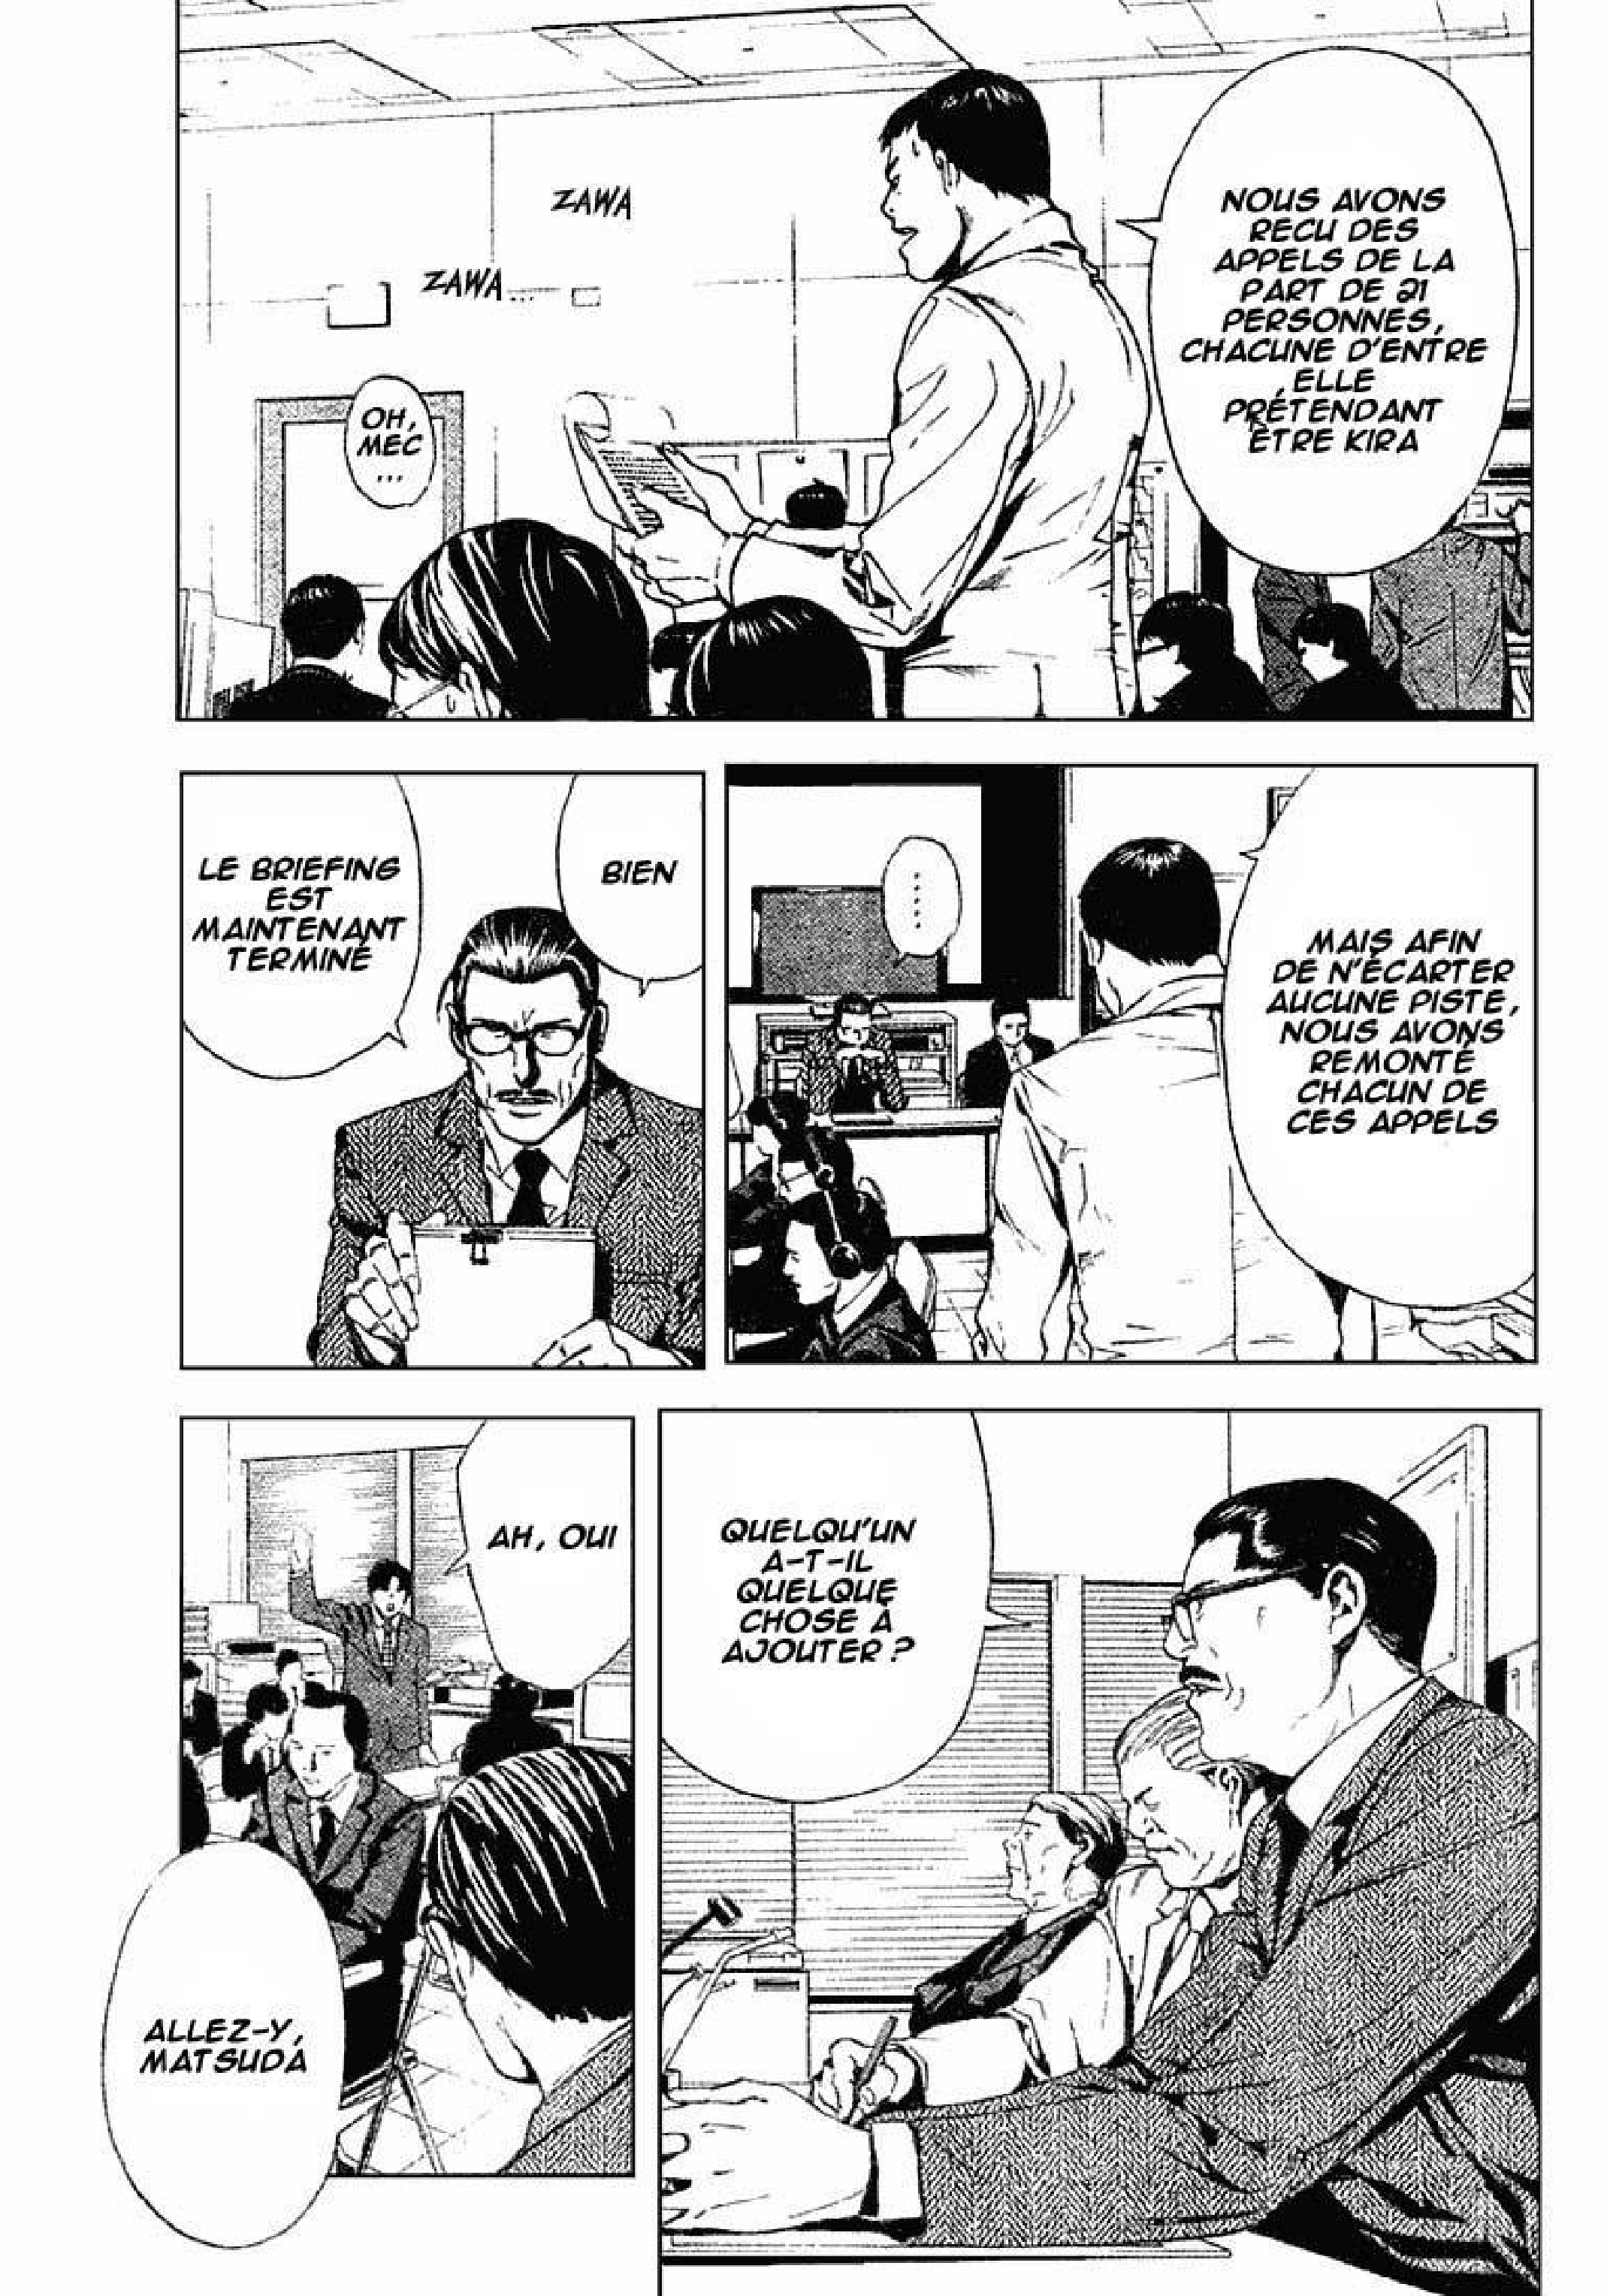 NOUS AVONS
RECU DES
APPELS DE LA
PART DE 21
PERSONNES,
CHACUNE D'ENTRE
ELLE
PRÉTENDANT
ÊTRE KIRA
ZAWA
ZAWA...
OH,
MEC
...
MAIS AFIN
DE N'ÉCARTER
AUCUNE PISTE,
NOUS AVONS
REMONTÉ
CHACUN DE
CES APPELS
......
BIEN
LE BRIEFING
EST
MAINTENANT
TERMINÉ
QUELQU'UN
A-T-IL
QUELQUE
CHOSE À
AJOUTER ?
AH, OUI
ALLEZ-Y,
MATSUDA